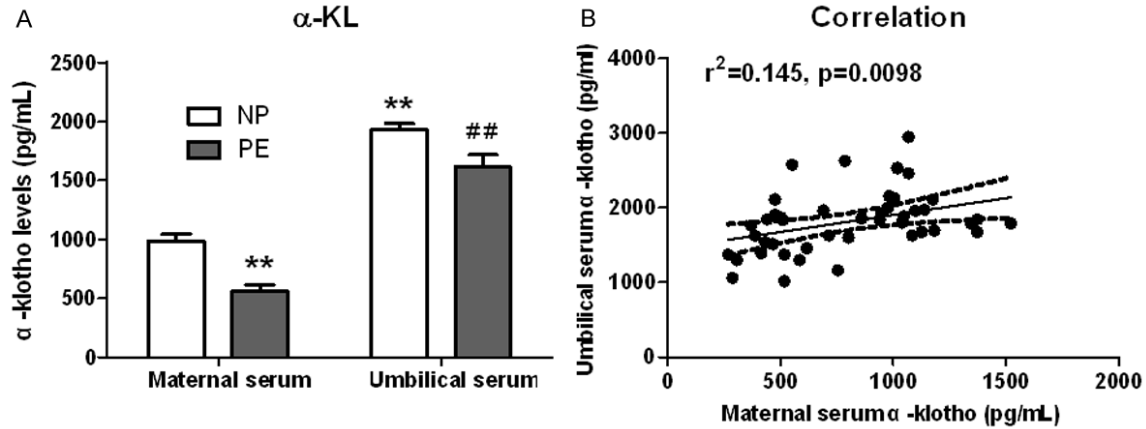 A
α-KL
α -klotho levels (pg/mL)
2500
2000
1500
1000
500
0
NP
PE
**
**
##
Maternal serum
Umbilical serum
B
Correlation
r²=0.145, p=0.0098
Umbilical serumα -klotho (pg/ml)
4000
3000
2000
1000
0
0
500
1000
1500
2000
Maternal serumα -klotho (pg/mL)